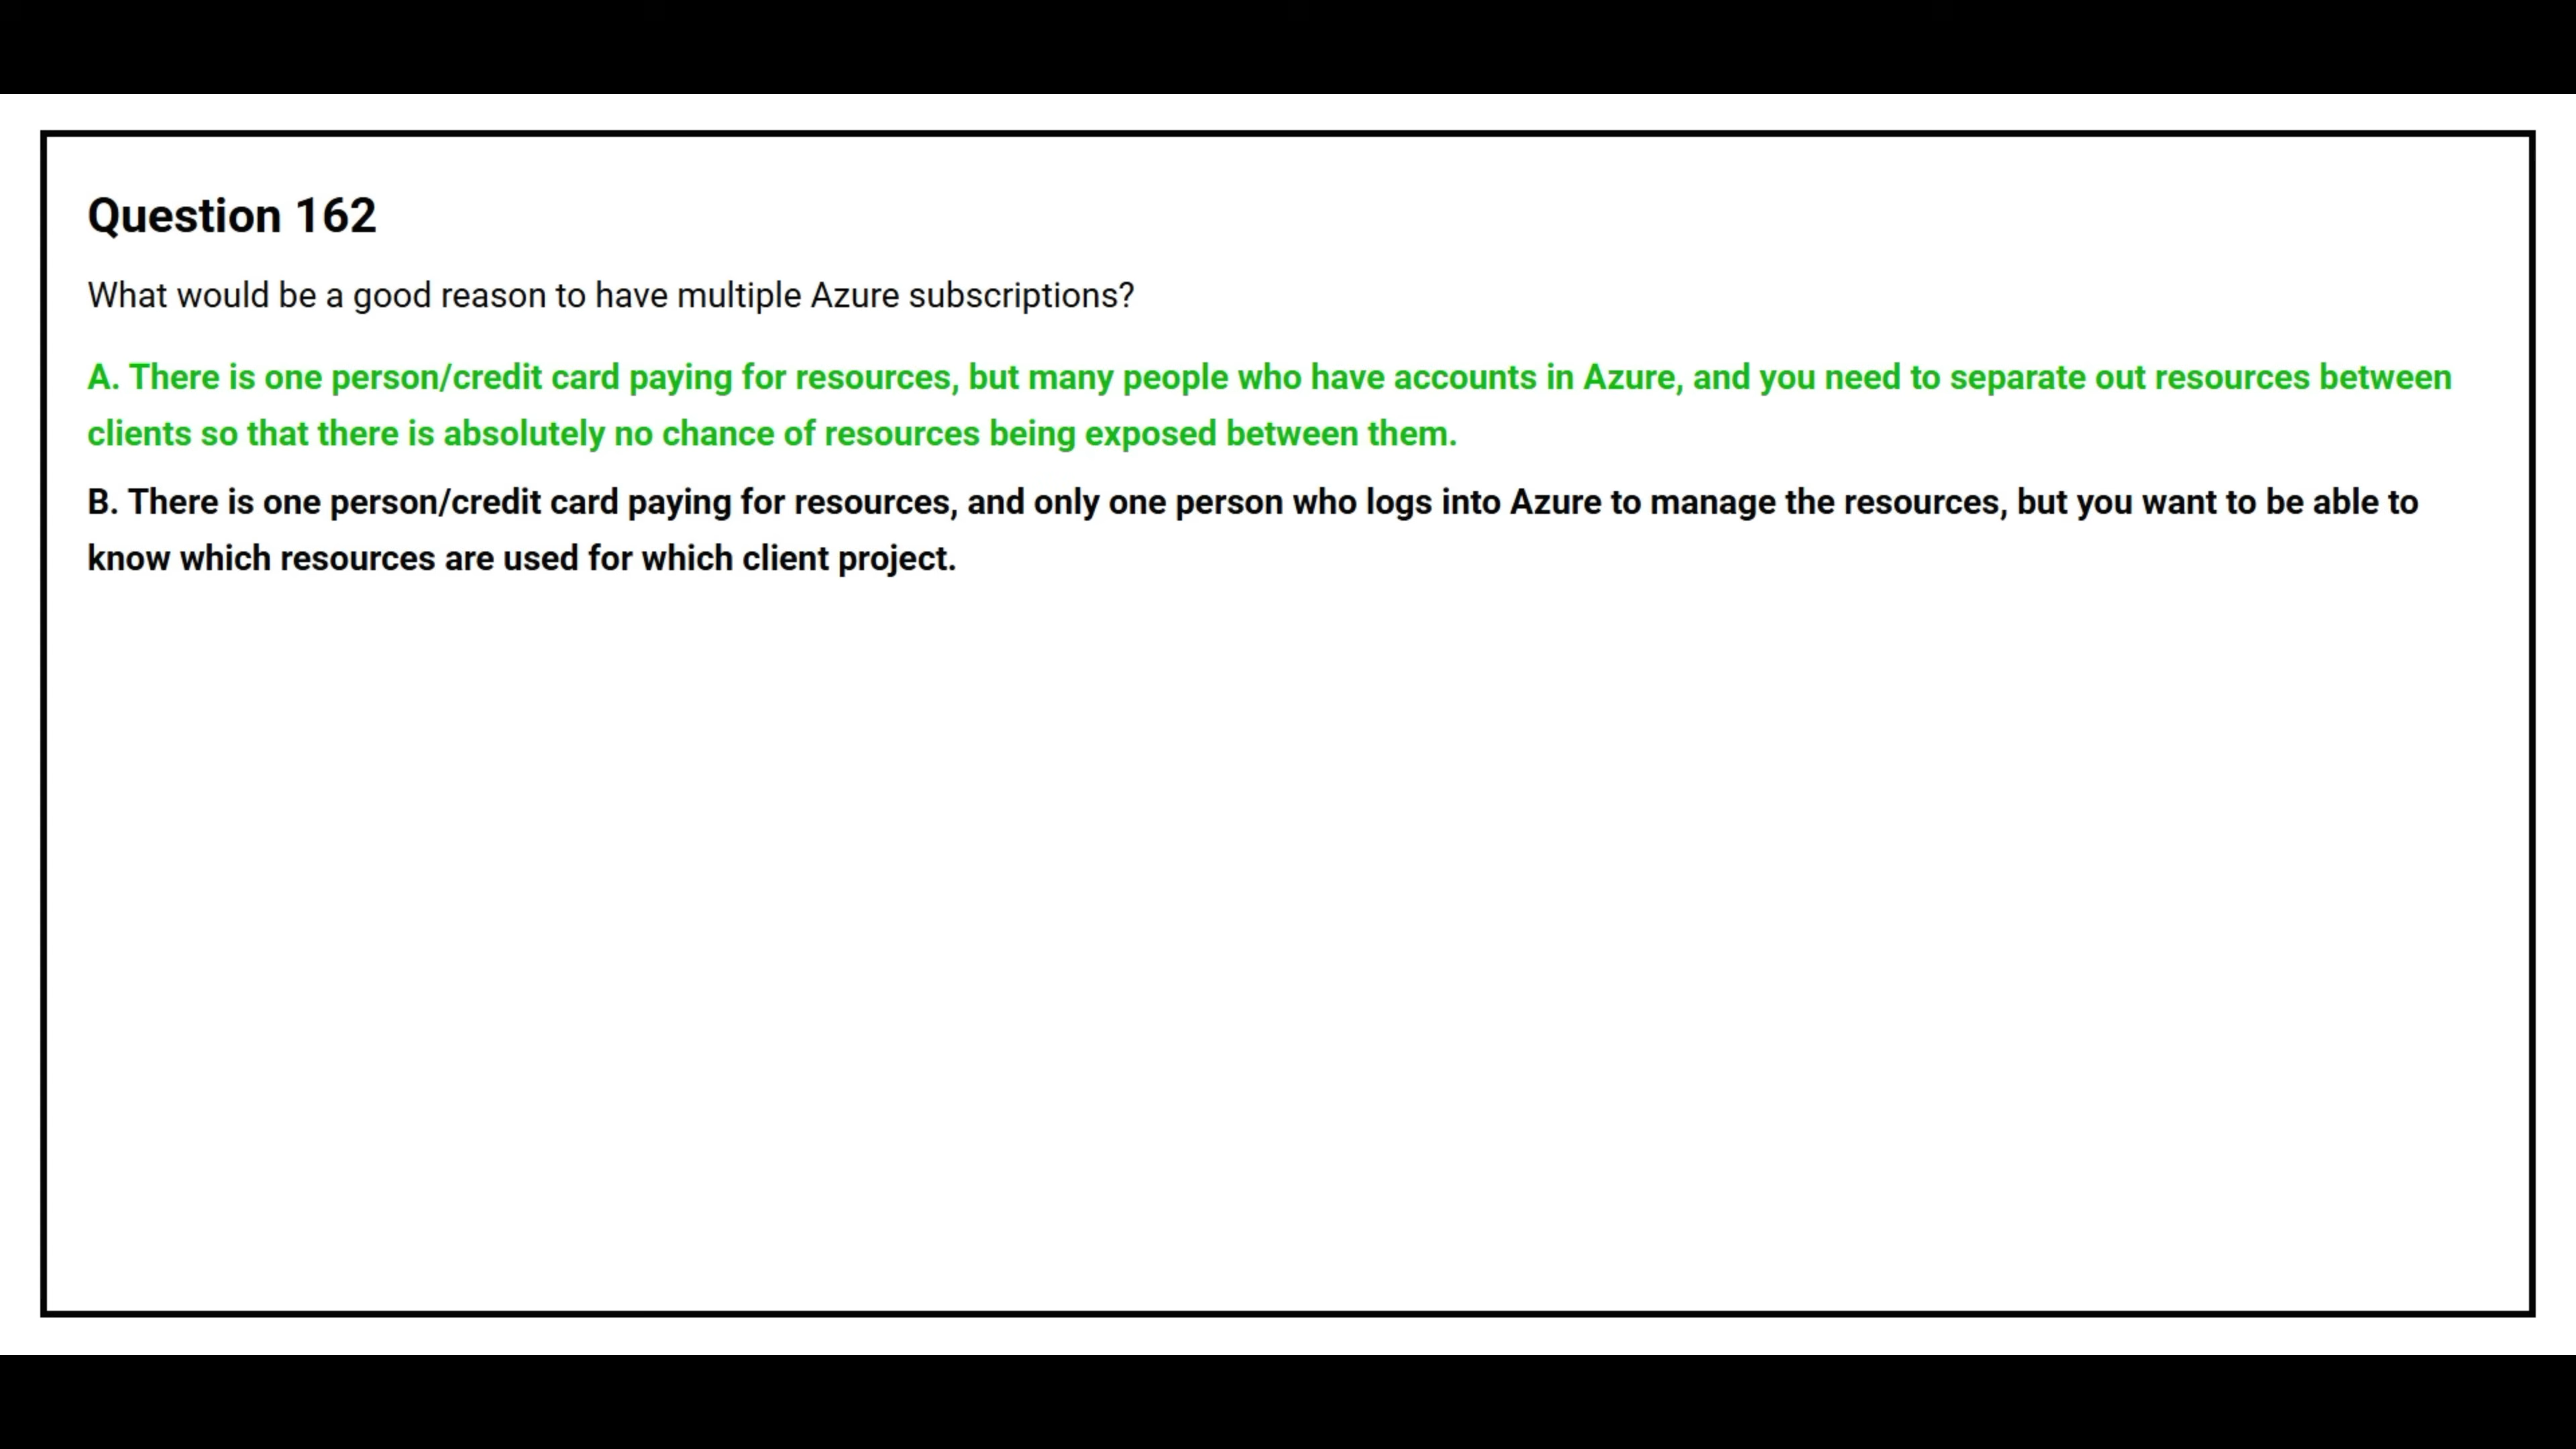 Question 162
What would be a good reason to have multiple Azure subscriptions?
A. There is one person/credit card paying for resources, but many people who have accounts in Azure, and you need to separate out resources between
clients so that there is absolutely no chance of resources being exposed between them.
B. There is one person/credit card paying for resources, and only one person who logs into Azure to manage the resources, but you want to be able to
know which resources are used for which client project.